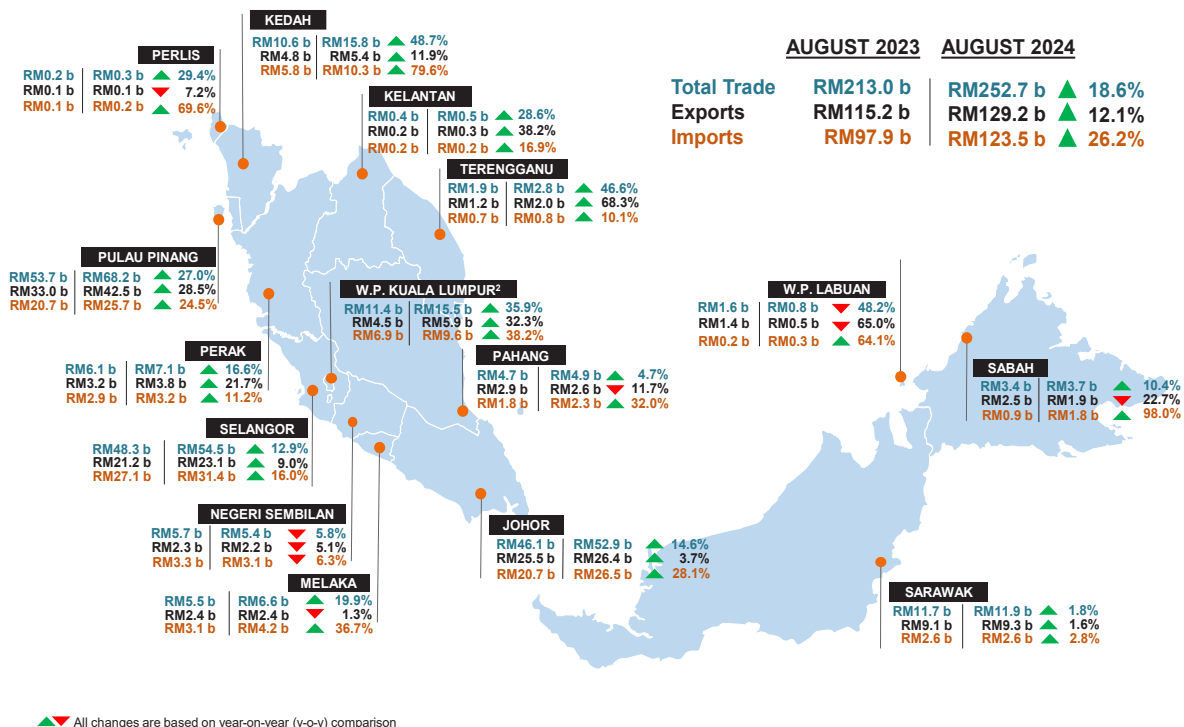 KEDAH
RM10.6 b RM15.8 b 48.7%
RM4.8 b RM5.4 b 11.9%
RM5.8 b RM10.3 b 79.6%
PERLIS
RM0.2 b RM0.3 b 29.4%
RM0.1 b RM0.1 b 7.2%
RM0.1 b RM0.2 b 69.6%
AUGUST 2023 AUGUST 2024
Total Trade RM213.0 b RM252.7 b 18.6%
Exports RM115.2 b RM129.2 b 12.1%
Imports RM97.9 b RM123.5 b 26.2%
KELANTAN
RM0.4 b RM0.5 b 28.6%
RM0.2 b RM0.3 b 38.2%
RM0.2 b RM0.2 b 16.9%
TERENGGANU
RM1.9 b RM2.8 b 46.6%
RM1.2 b RM2.0 b 68.3%
RM0.7 b RM0.8 b 10.1%
PULAU PINANG
RM53.7 b RM68.2 b 27.0%
RM33.0 b RM42.5 b 28.5%
RM20.7 b RM25.7 b 24.5%
W.P. KUALA LUMPUR²
RM11.4 b RM15.5 b 35.9%
RM4.5 b RM5.9 b 32.3%
RM6.9 b RM9.6 b 38.2%
W.P. LABUAN
RM1.6 b RM0.8 b 48.2%
RM1.4 b RM0.5 b 65.0%
RM0.2 b RM0.3 b 64.1%
PERAK
RM6.1 b RM7.1 b 16.6%
RM3.2 b RM3.8 b 21.7%
RM2.9 b RM3.2 b 11.2%
PAHANG
RM4.7 b RM4.9 b 4.7%
RM2.9 b RM2.6 b 11.7%
RM1.8 b RM2.3 b 32.0%
SABAH
RM3.4 b RM3.7 b 10.4%
RM2.5 b RM1.9 b 22.7%
RM0.9 b RM1.8 b 98.0%
SELANGOR
RM48.3 b RM54.5 b 12.9%
RM21.2 b RM23.1 b 9.0%
RM27.1 b RM31.4 b 16.0%
NEGERI SEMBILAN
RM5.7 b RM5.4 b 5.8%
RM2.3 b RM2.2 b 5.1%
RM3.3 b RM3.1 b 6.3%
JOHOR
RM46.1 b RM52.9 b 14.6%
RM25.5 b RM26.4 b 3.7%
RM20.7 b RM26.5 b 28.1%
MELAKA
RM5.5 b RM6.6 b 19.9%
RM2.4 b RM2.4 b 1.3%
RM3.1 b RM4.2 b 36.7%
SARAWAK
RM11.7 b RM11.9 b 1.8%
RM9.1 b RM9.3 b 1.6%
RM2.6 b RM2.6 b 2.8%
All changes are based on year-on-year (y-o-y) comparison